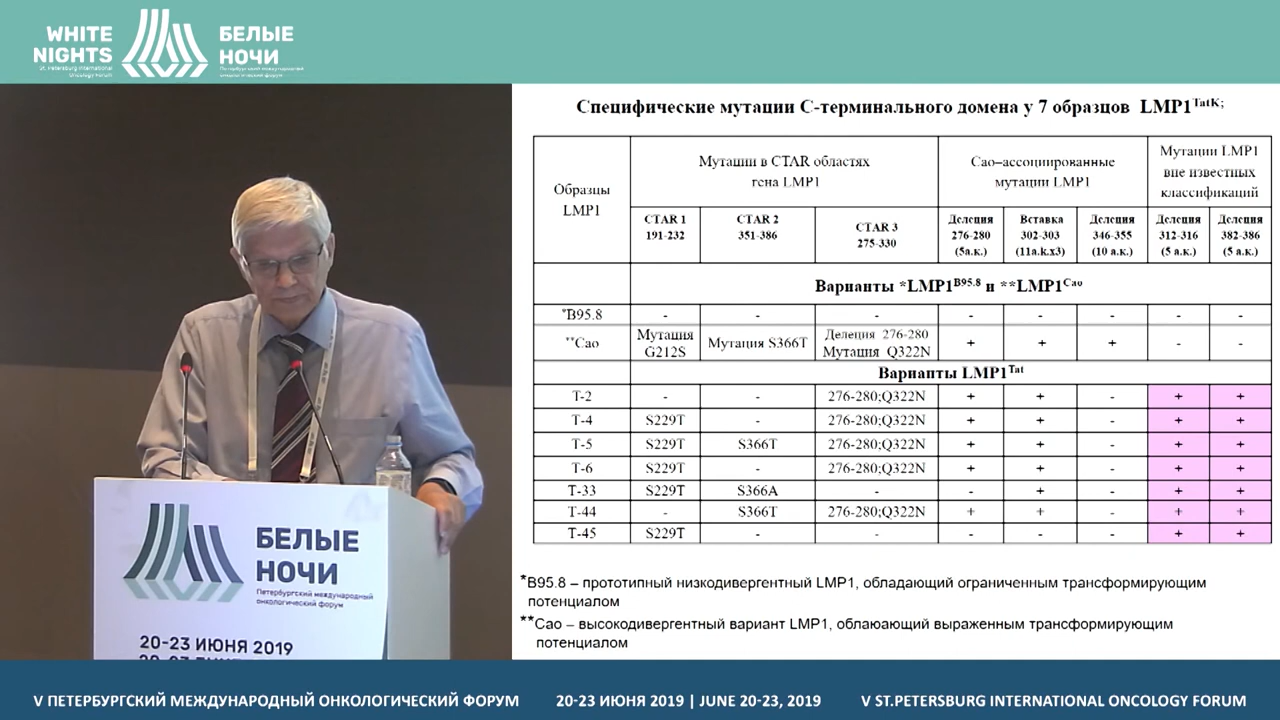 WHITE
NIGHTS
St. Petersburg International
Oncology Forum
БЕЛЫЕ
НОЧИ
Петербургский международный
онкологический форум
Специфические мутации С-терминального домена у 7 образцов LMP1TatK;
Образцы
LMP1
Мутации в CTAR областях
гена LMP1
Сао–ассоциированные
мутации LMP1
Мутации LMP1
вне известных
классификаций
CTAR 1
191-232
CTAR 2
351-386
CTAR 3
275-330
Делеция
276-280
(5а.к.)
Вставка
302-303
(11a.k.x3)
Делеция
346-355
(10 а.к.)
Делеция
312-316
(5 а.к.)
Делеция
382-386
(5 а.к.)
Варианты *LMP1B95.8 и **LMP1Cao
*B95.8 - - - - - - - -
**Cao Мутация G212S Мутация S366T Делеция 276-280 Мутация Q322N + + + - -
Варианты LMP1Tat
T-2 - - 276-280;Q322N + + - + +
T-4 S229T - 276-280;Q322N + + - + +
T-5 S229T S366T 276-280;Q322N + + - + +
T-6 S229T - 276-280;Q322N + + - + +
T-33 S229T S366A - - + - + +
T-44 - S366T 276-280;Q322N + + - + +
T-45 S229T - - - - - + +
*B95.8 – прототипный низкодивергентный LMP1, обладающий ограниченным трансформирующим
потенциалом
**Cao – высокодивергентный вариант LMP1, облаюающий выраженным трансформирующим
потенциалом
БЕЛЫЕ
НОЧИ
Петербургский международный
онкологический форум
20-23 ИЮНЯ 2019
V ПЕТЕРБУРГСКИЙ МЕЖДУНАРОДНЫЙ ОНКОЛОГИЧЕСКИЙ ФОРУМ 20-23 ИЮНЯ 2019 | JUNE 20-23, 2019 V ST.PETERSBURG INTERNATIONAL ONCOLOGY FORUM